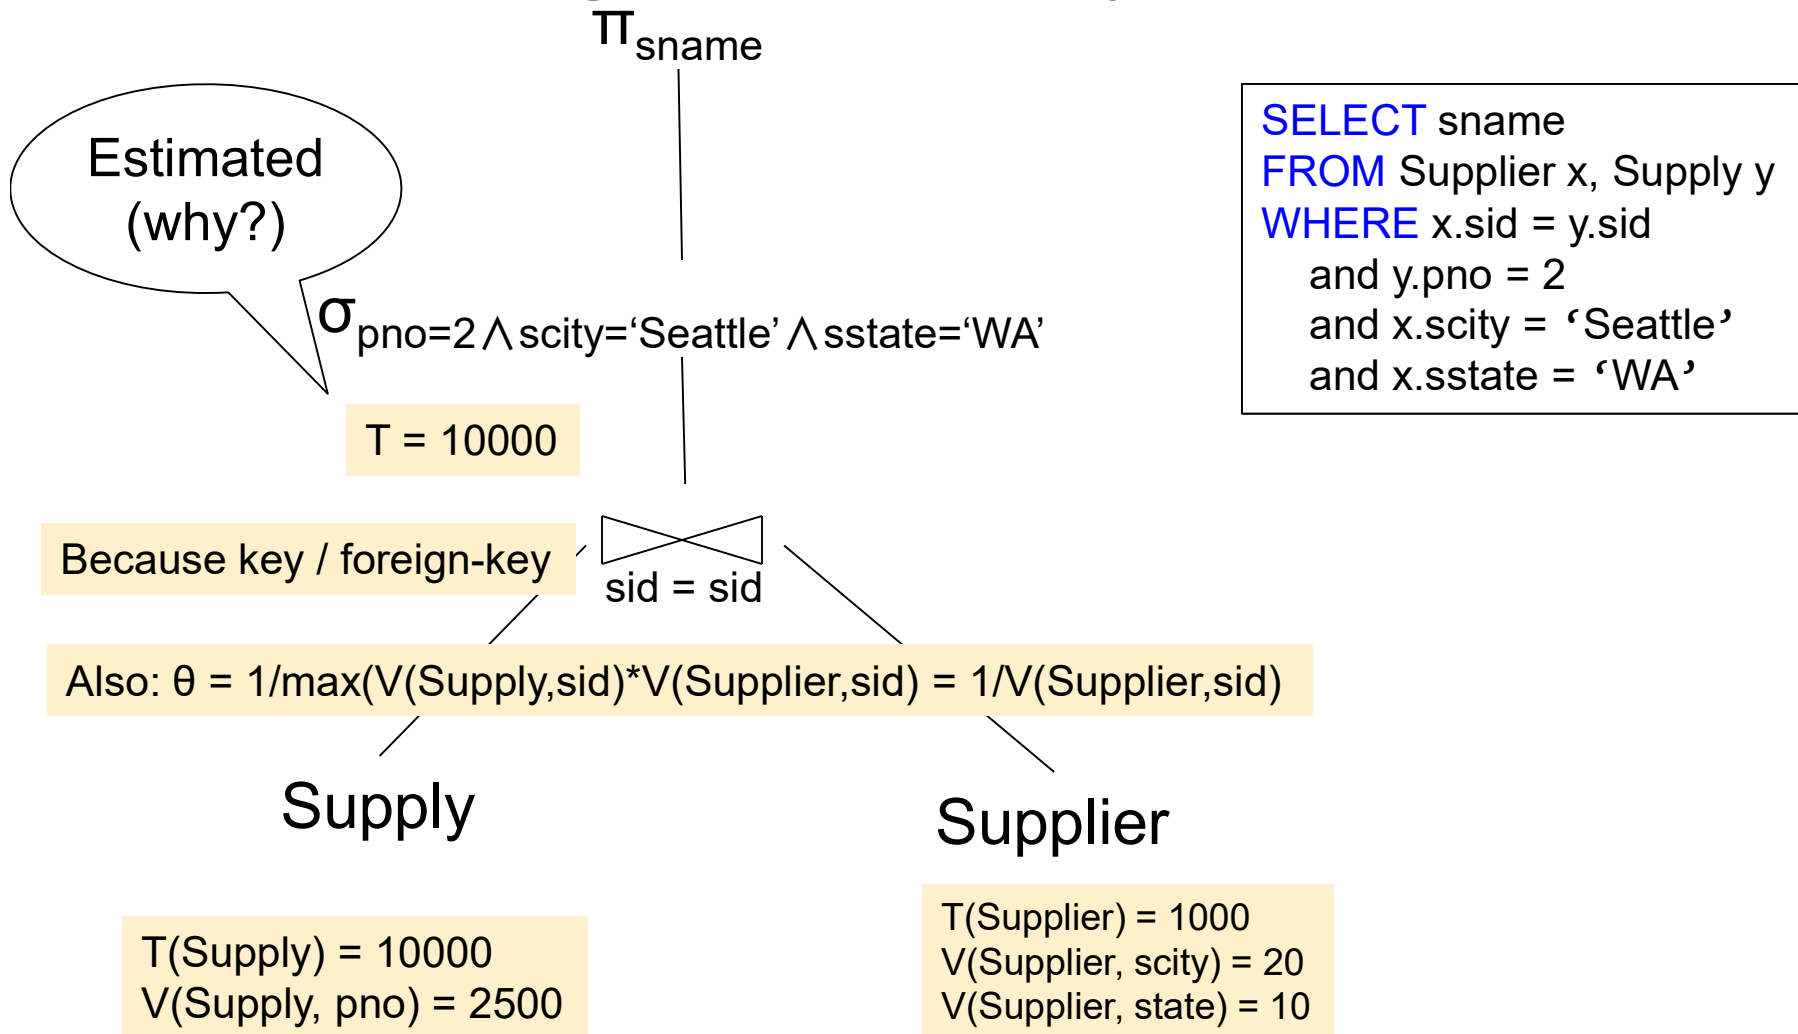 π sname
Estimated
(why?)
SELECT sname
FROM Supplier x, Supply y
WHERE x.sid = y.sid
and y.pno = 2
and x.scity = ‘Seattle’
and x.sstate = ‘WA’
σ pno=2 ∧ scity=‘Seattle’ ∧ sstate=‘WA’
T = 10000
Because key / foreign-key
sid = sid
Also: θ = 1/max(V(Supply,sid)*V(Supplier,sid) = 1/V(Supplier,sid)
Supply
Supplier
T(Supply) = 10000
V(Supply, pno) = 2500
T(Supplier) = 1000
V(Supplier, scity) = 20
V(Supplier, state) = 10